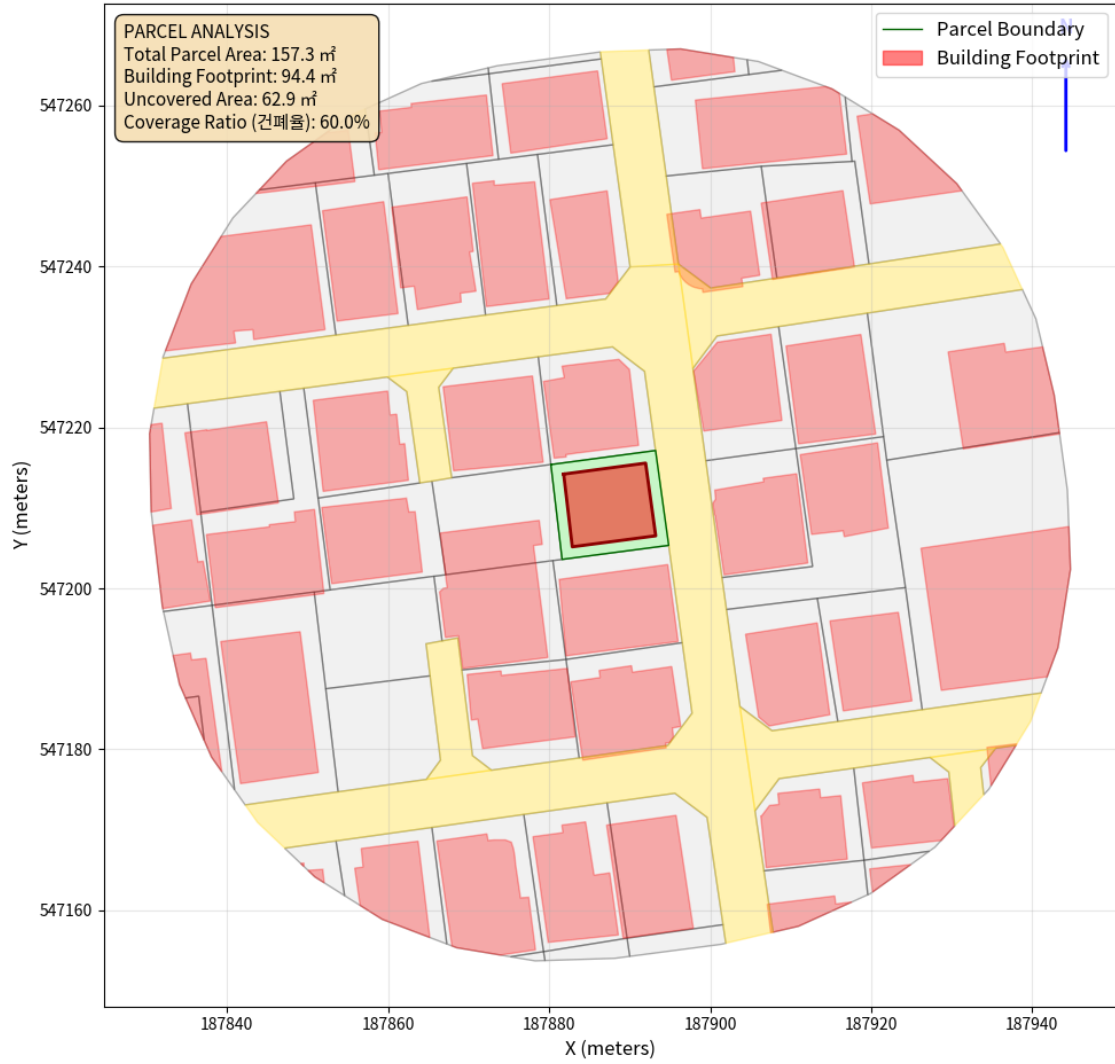 PARCEL ANALYSIS
Total Parcel Area: 157.3 ㎡
Building Footprint: 94.4 ㎡
Uncovered Area: 62.9 ㎡
Coverage Ratio (건폐율): 60.0%
Parcel Boundary
Building Footprint
N
547260
547240
547220
547200
547180
547160
Y (meters)
187840
187860
187880
187900
187920
187940
X (meters)